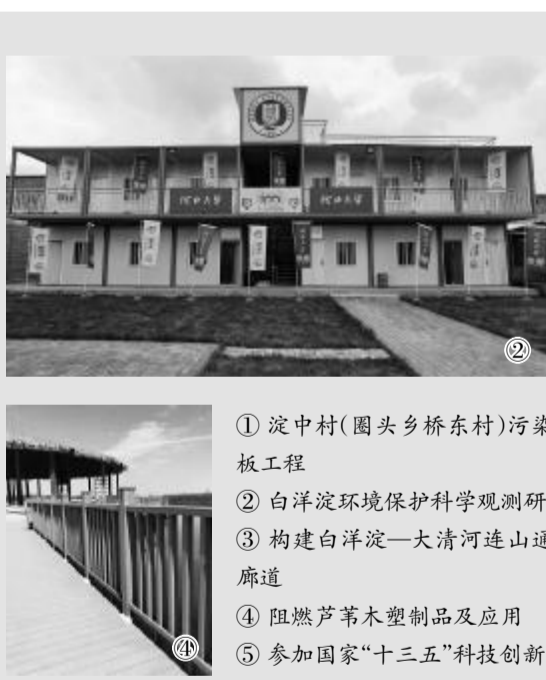 河北大学
河北大学
②
④
① 淀中村(圈头乡桥东村)污染
板工程
② 白洋淀环境保护科学观测研
③ 构建白洋淀—大清河连山通
廊道
④ 阻燃芦苇木塑制品及应用
⑤ 参加国家“十三五”科技创新